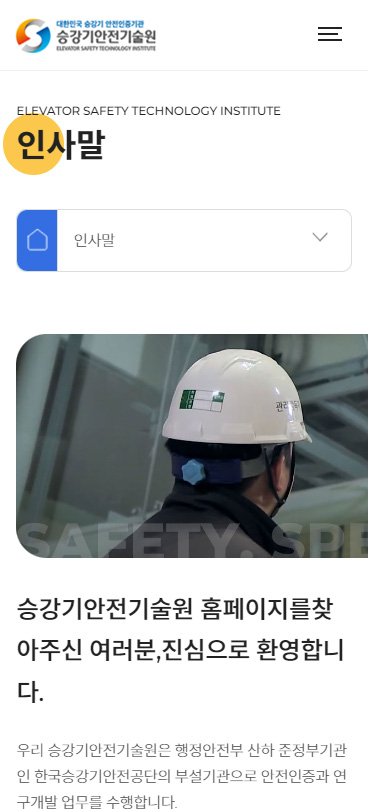 대한민국 승강기 안전인증기관
승강기안전기술원
ELEVATOR SAFETY TECHNOLOGY INSTITUTE
ELEVATOR SAFETY TECHNOLOGY INSTITUTE
인사말
인사말
SAFETY, SPE
승강기안전기술원 홈페이지를찾
아주신 여러분,진심으로 환영합니
다.
우리 승강기안전기술원은 행정안전부 산하 준정부기관
인 한국승강기안전공단의 부설기관으로 안전인증과 연
구개발 업무를 수행합니다.